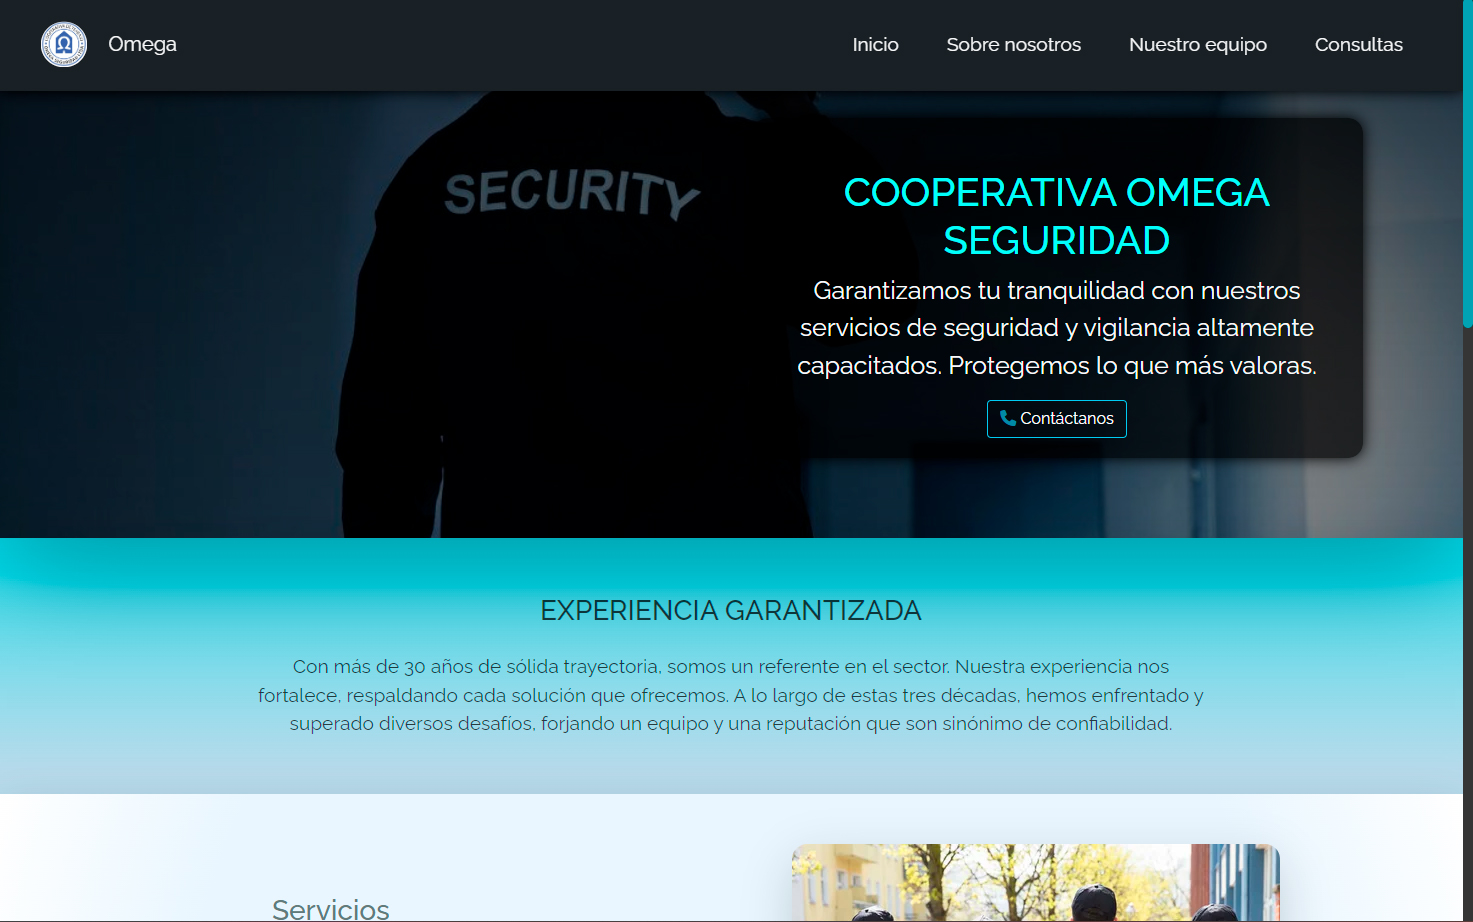 Omega
Inicio
Sobre nosotros
Nuestro equipo
Consultas
SECURITY
COOPERATIVA OMEGA
SEGURIDAD
Garantizamos tu tranquilidad con nuestros
servicios de seguridad y vigilancia altamente
capacitados. Protegemos lo que más valoras.
Contáctanos
EXPERIENCIA GARANTIZADA
Con más de 30 años de sólida trayectoria, somos un referente en el sector. Nuestra experiencia nos
fortalece, respaldando cada solución que ofrecemos. A lo largo de estas tres décadas, hemos enfrentado y
superado diversos desafíos, forjando un equipo y una reputación que son sinónimo de confiabilidad.
Servicios